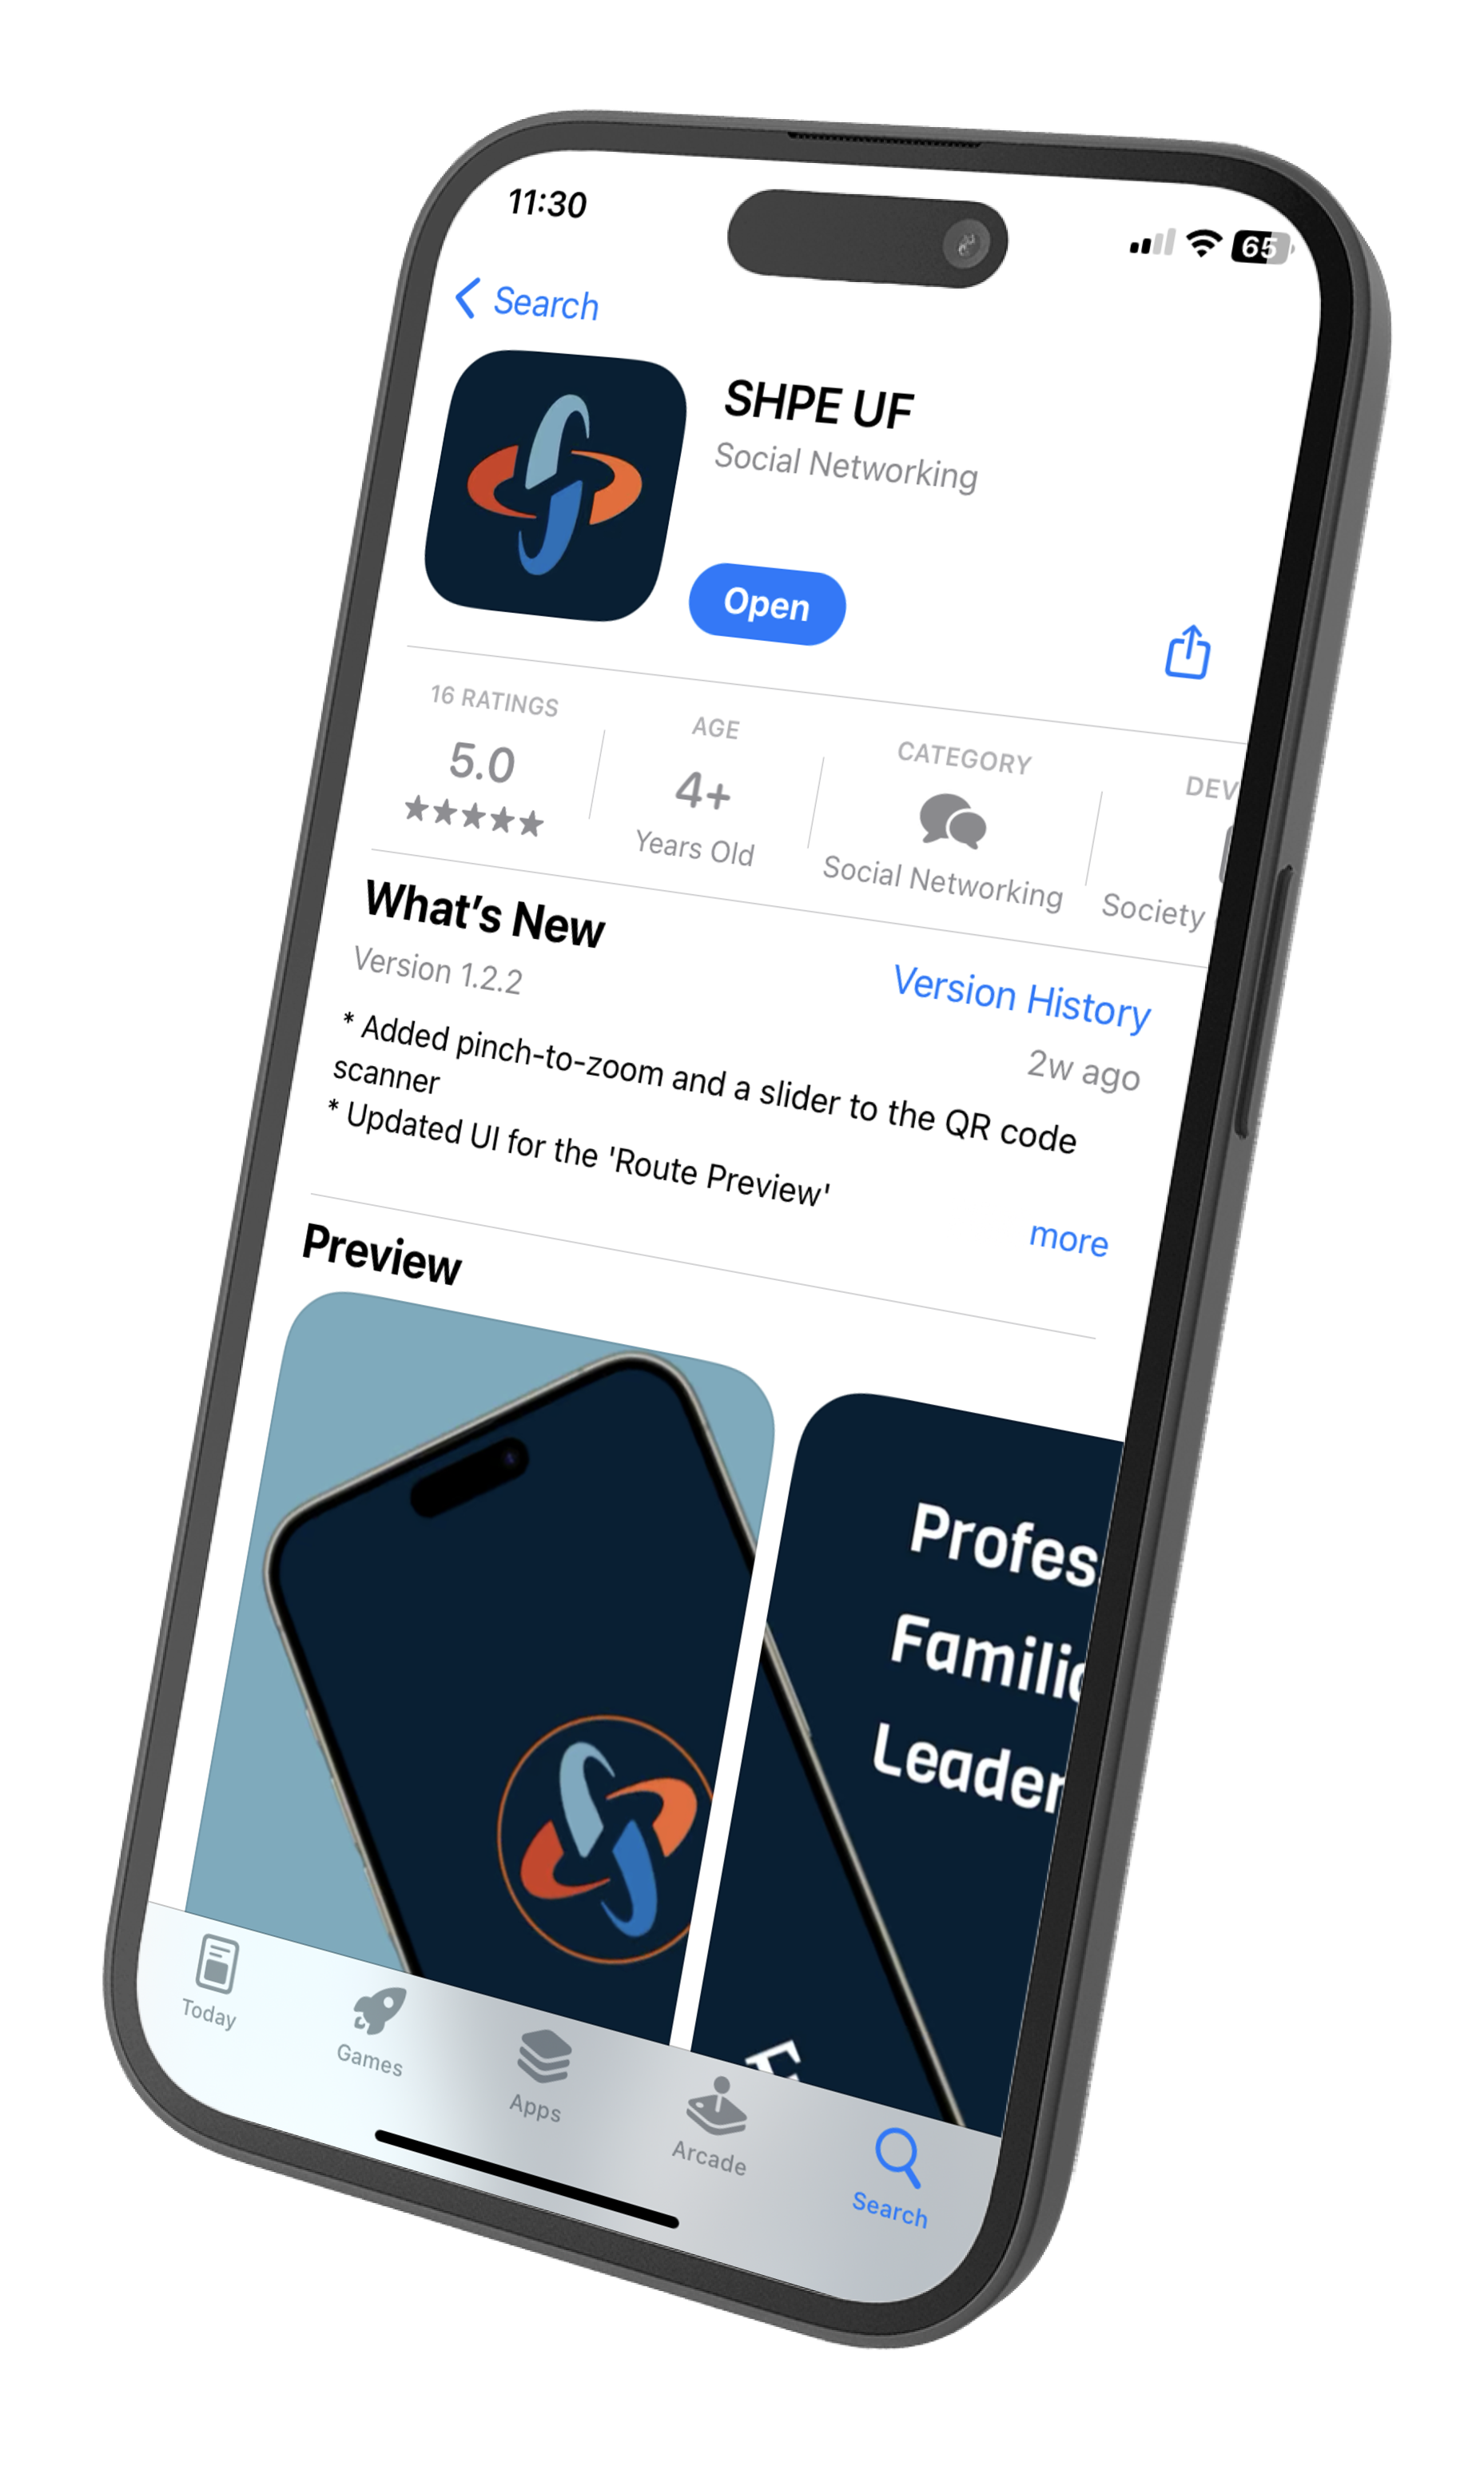 11:30
65
Search
SHPE UF
Social Networking
Open
16 RATINGS
AGE
CATEGORY
DEV
5.0
4+
Years Old
Social Networking
Society
What's New
Version History
Version 1.2.2
2w ago
* Added pinch-to-zoom and a slider to the QR code
scanner
* Updated UI for the 'Route Preview'
more
Preview
Profes
Famili
Leader
Today
Games
Apps
Arcade
Search